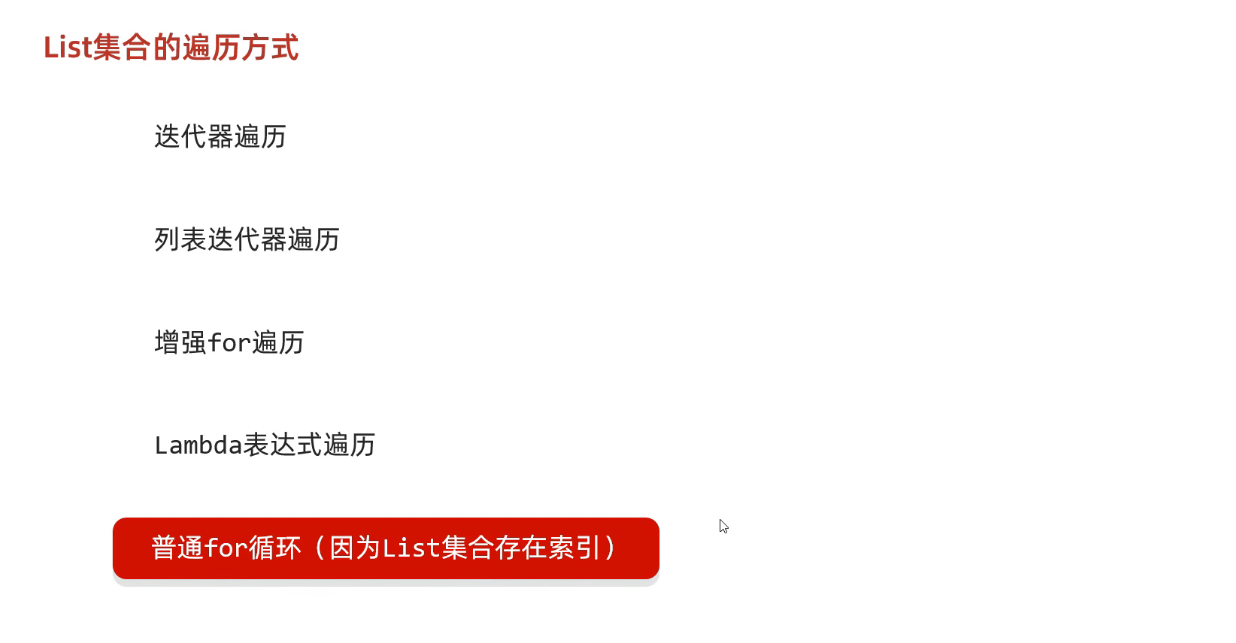 List集合的遍历方式
迭代器遍历
列表迭代器遍历
增强for遍历
Lambda表达式遍历
普通for循环（因为List集合存在索引）